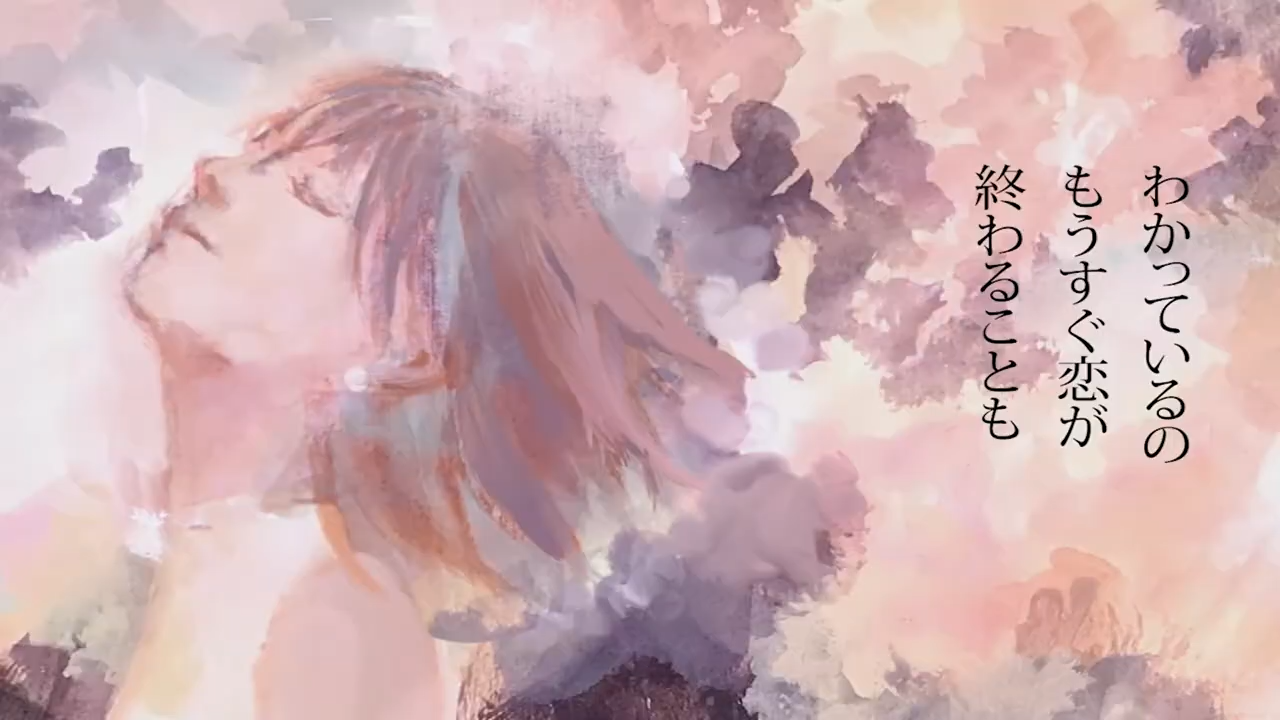 わかっているの
もうすぐ恋が
終わることも